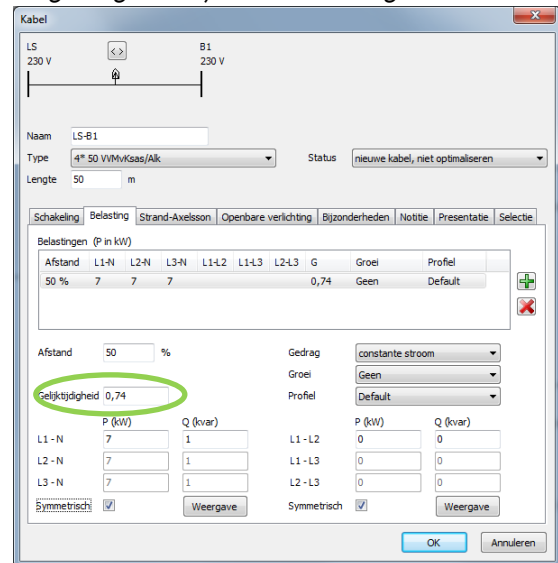 Kabel
LS B1
230 V 230 V
Naam LS-B1
Type 4* 50 VVMvKsas/Alk Status nieuwe kabel, niet optimaliseren
Lengte 50 m
Schakeling Belasting Strand-Axelsson Openbare verlichting Bijzonderheden Notitie Presentatie Selectie
Belastingen (P in kW)
Afstand L1-N L2-N L3-N L1-L2 L1-L3 L2-L3 G Groei Profiel
50 % 7 7 7 0,74 Geen Default
Afstand 50 % Gedrag constante stroom
Groei Geen
Gelijktijdigheid 0,74 Profiel Default
P (kW) Q (kvar) P (kW) Q (kvar)
L1 - N 7 1 L1 - L2 0 0
L2 - N 7 1 L1 - L3 0 0
L3 - N 7 1 L2 - L3 0 0
Symmetrisch Weergave Symmetrisch Weergave
OK Annuleren